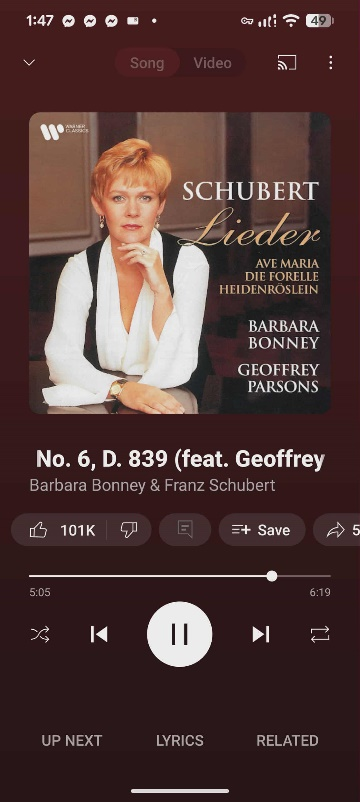 1:47
49
Song
Video
WARNER
CLASSICS
SCHUBERT
Lieder
AVE MARIA
DIE FORELLE
HEIDENRÖSLEIN
BARBARA
BONNEY
GEOFFREY
PARSONS
No. 6, D. 839 (feat. Geoffrey
Barbara Bonney & Franz Schubert
101K
Save
5
5:05
6:19
UP NEXT
LYRICS
RELATED